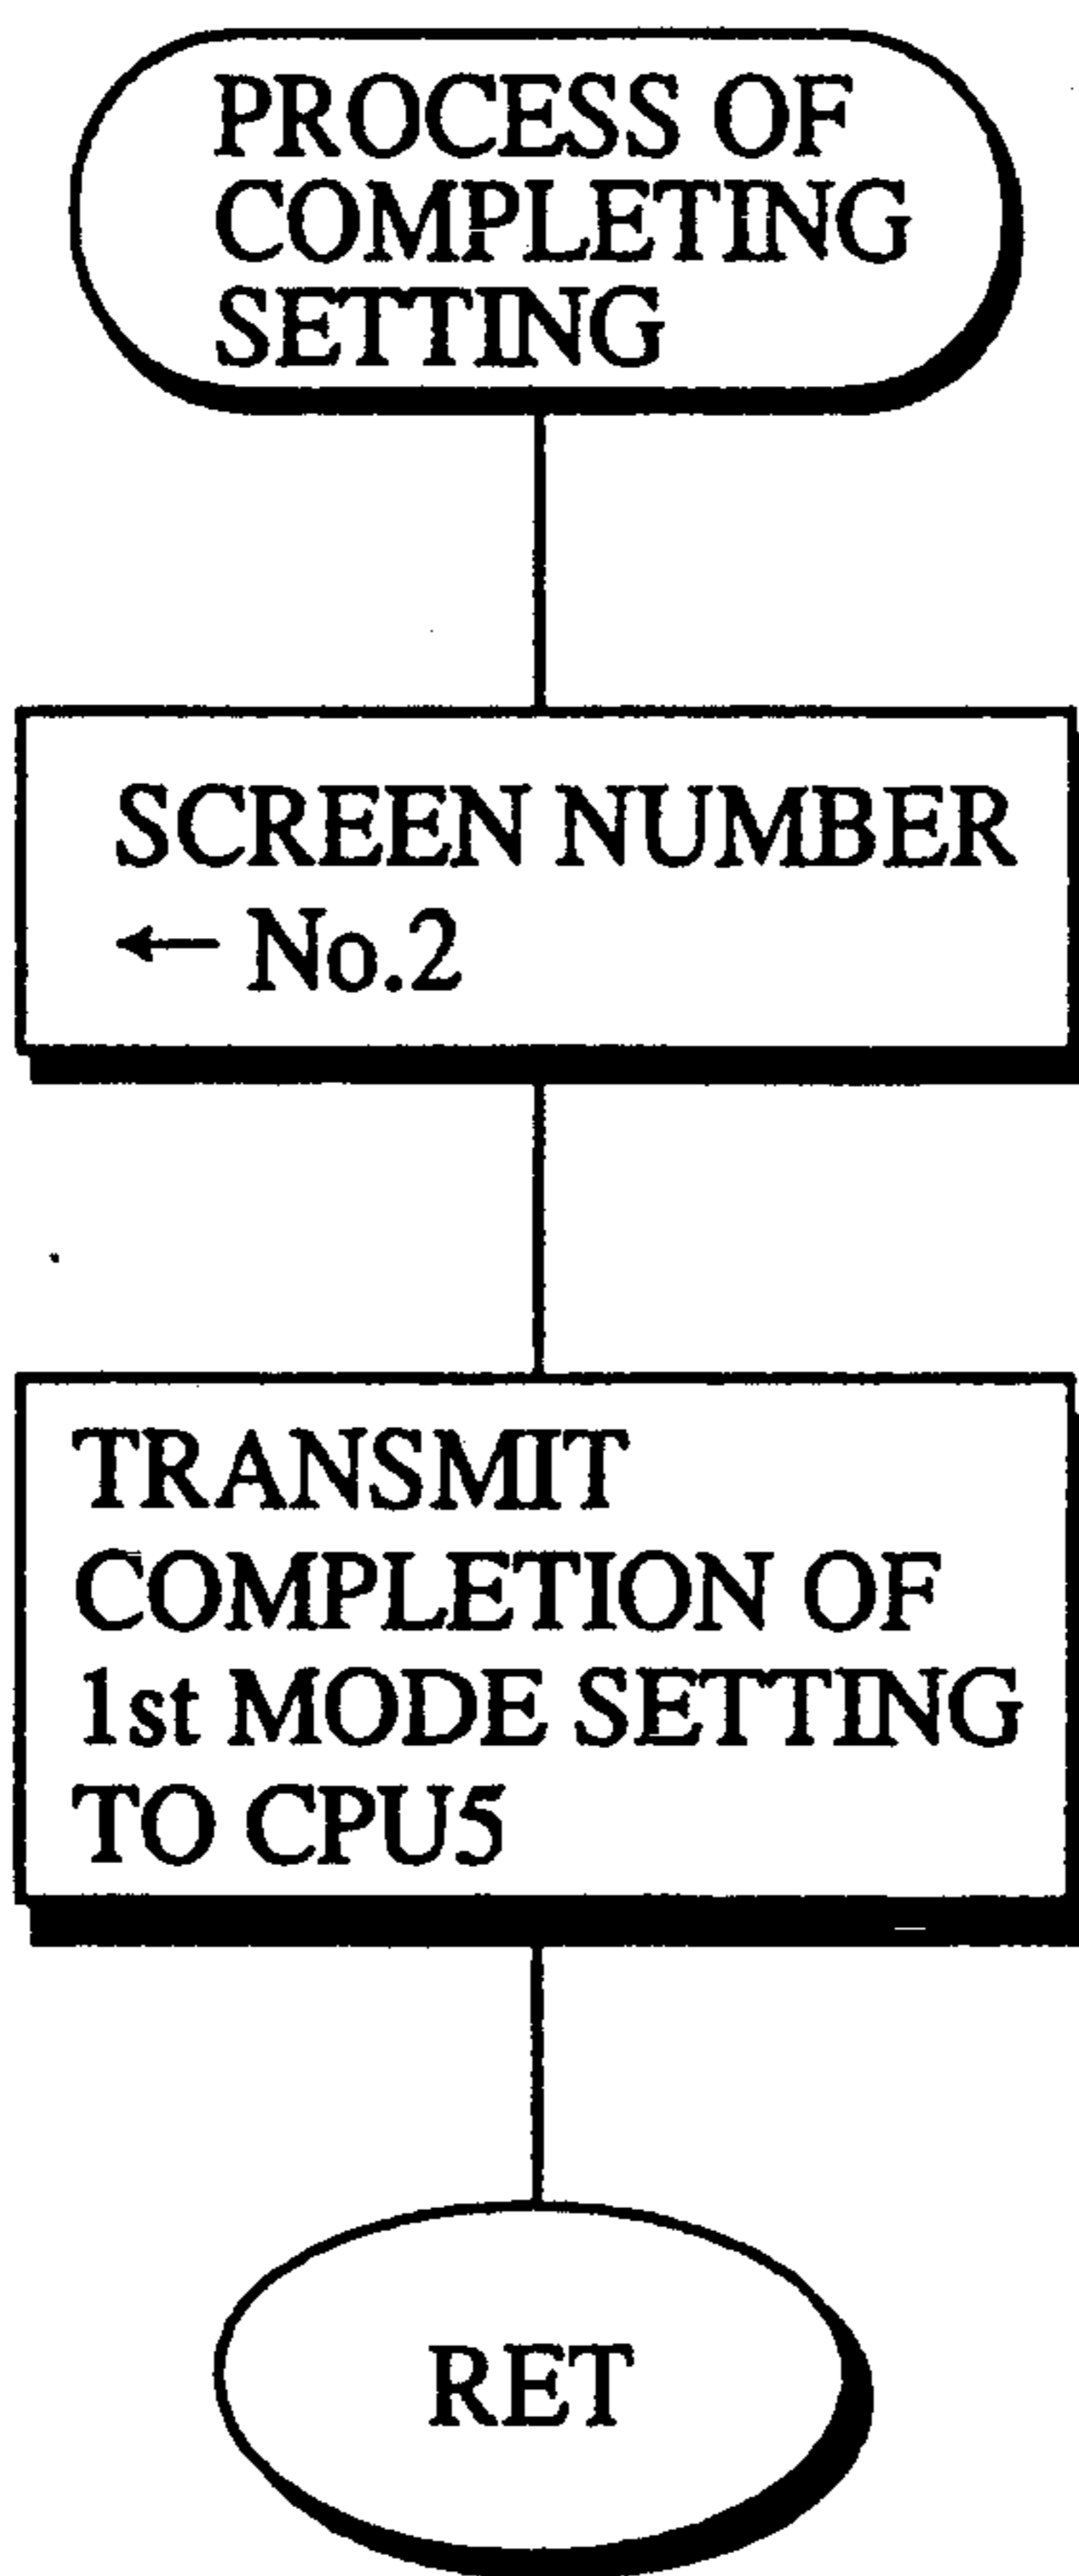 PROCESS OF
COMPLETING
SETTING
SCREEN NUMBER
← No.2
TRANSMIT
COMPLETION OF
1st MODE SETTING
TO CPU5
RET